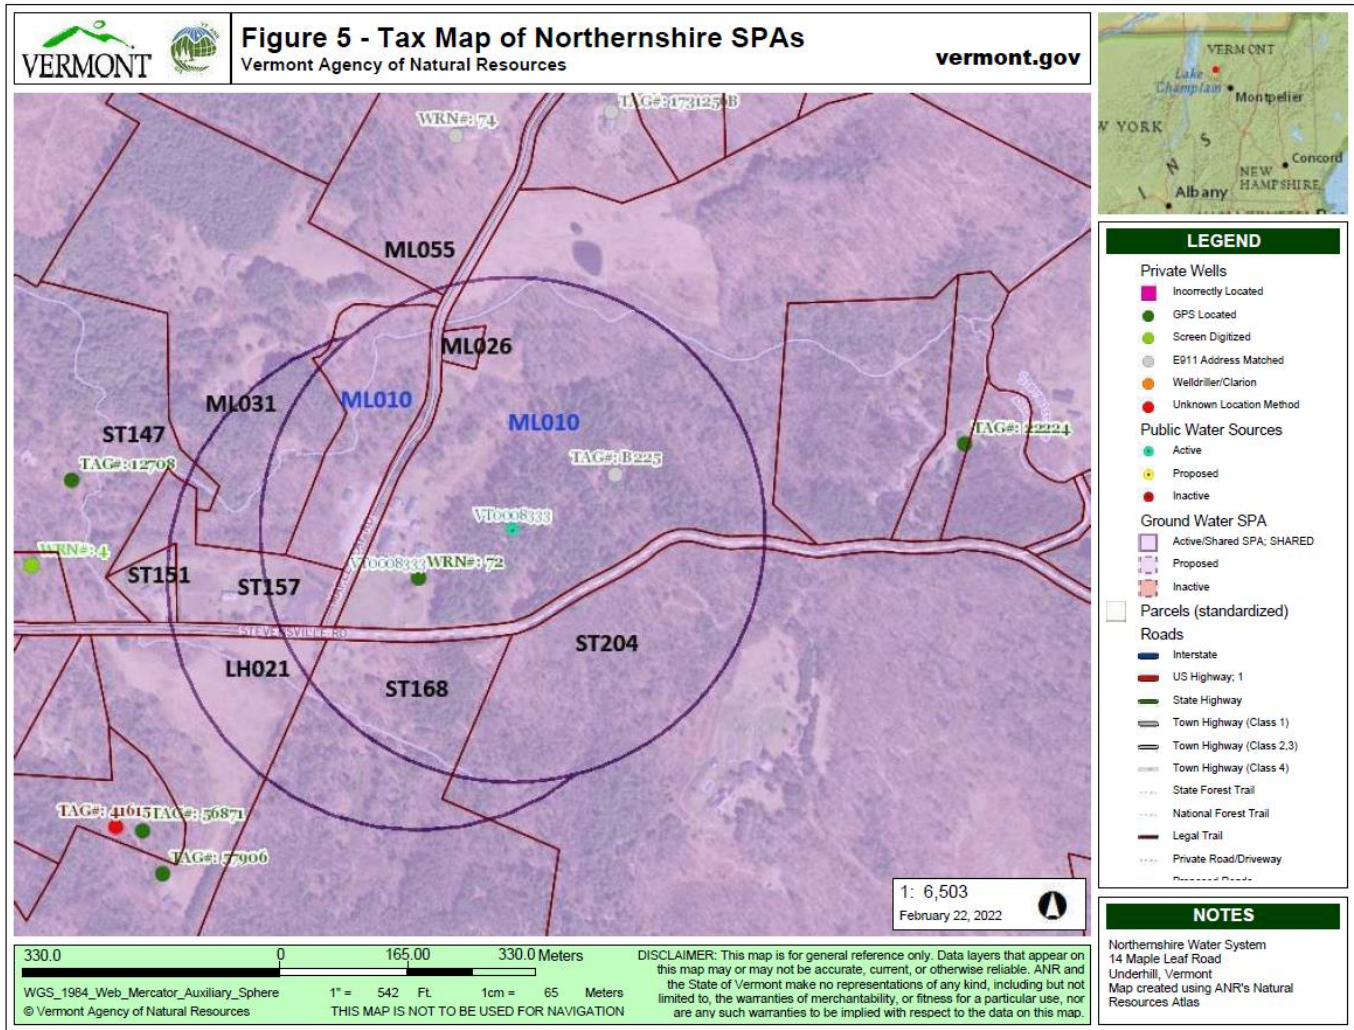 VERMONT
Figure 5 - Tax Map of Northernshire SPAs
Vermont Agency of Natural Resources
vermont.gov
TAG#: 173125 B
WRN#: 74
ML055
ML026
ML010
ML031
ML010
ST147
TAG#: 22224
TAG#: B225
TAG#: 12708
VT0008333
WRN#: 4
VT0008333 WRN#: 72
ST151
ST157
STEVENSVILLE RD
ST204
LH021
ST168
TAG#: 41615 TAG#: 56871
TAG#: 57906
1: 6,503
February 22, 2022
VERMONT
Lake
Champlain
Montpelier
W YORK
Concord
NEW
HAMPSHIRE
Albany
LEGEND
Private Wells
Incorrectly Located
GPS Located
Screen Digitized
E911 Address Matched
Welldriller/Clarion
Unknown Location Method
Public Water Sources
Active
Proposed
Inactive
Ground Water SPA
Active/Shared SPA; SHARED
Proposed
Inactive
Parcels (standardized)
Roads
Interstate
US Highway; 1
State Highway
Town Highway (Class 1)
Town Highway (Class 2,3)
Town Highway (Class 4)
State Forest Trail
National Forest Trail
Legal Trail
Private Road/Driveway
NOTES
Northernshire Water System
14 Maple Leaf Road
Underhill, Vermont
Map created using ANR's Natural
Resources Atlas
330.0 0 165.00 330.0 Meters
WGS_1984_Web_Mercator_Auxiliary_Sphere 1" = 542 Ft. 1cm = 65 Meters
© Vermont Agency of Natural Resources THIS MAP IS NOT TO BE USED FOR NAVIGATION
DISCLAIMER: This map is for general reference only. Data layers that appear on
this map may or may not be accurate, current, or otherwise reliable. ANR and
the State of Vermont make no representations of any kind, including but not
limited to, the warranties of merchantability, or fitness for a particular use, nor
are any such warranties to be implied with respect to the data on this map.